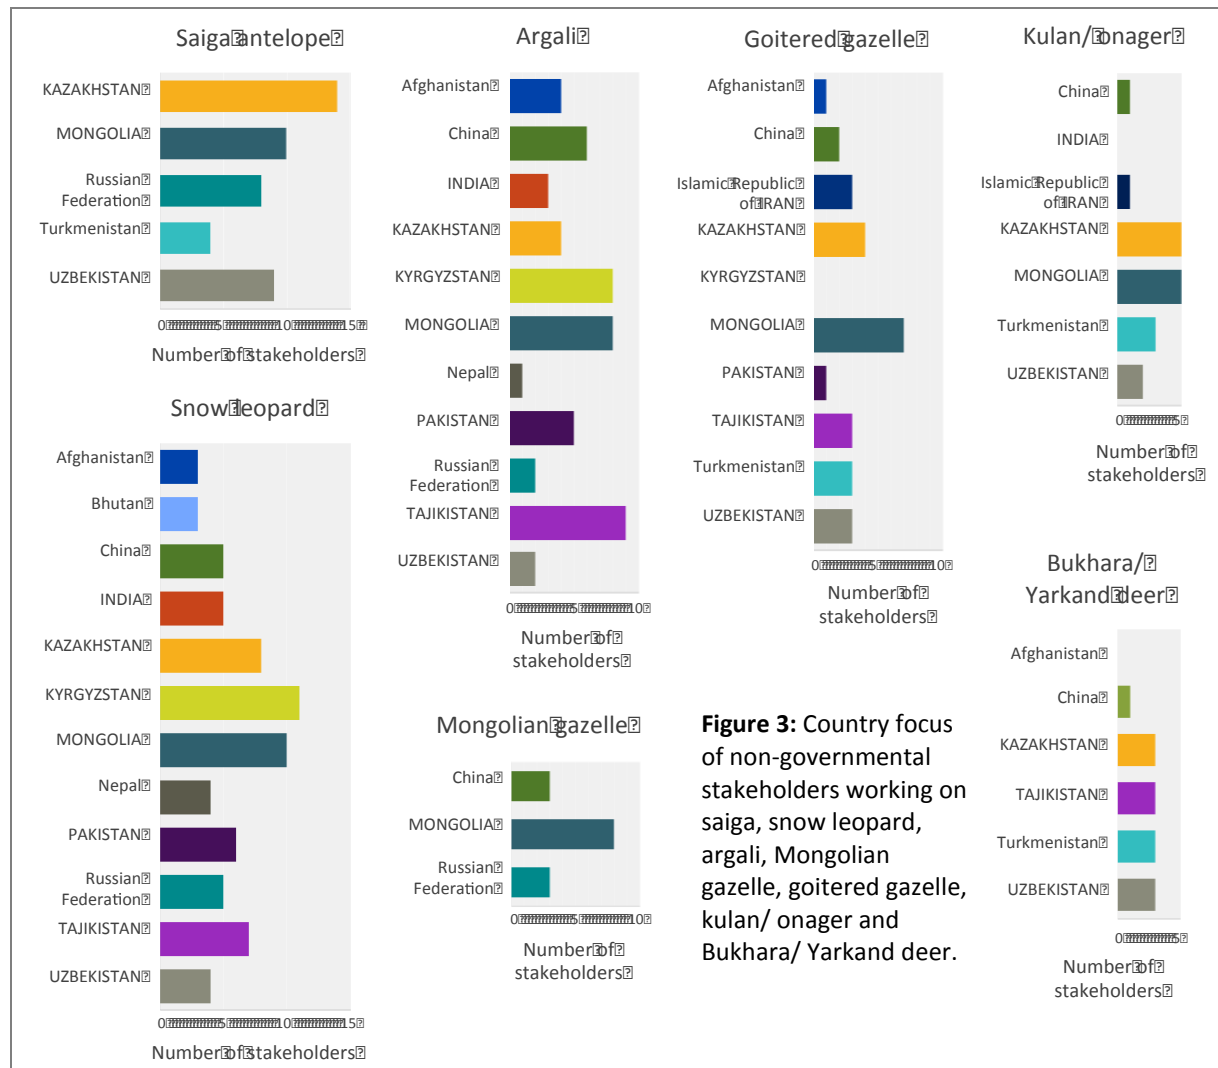 Saiga antelope
KAZAKHSTAN
MONGOLIA
Russian
Federation
Turkmenistan
UZBEKISTAN
0 5 10 15
Number of stakeholders
Snow leopard
Afghanistan
Bhutan
China
INDIA
KAZAKHSTAN
KYRGYZSTAN
MONGOLIA
Nepal
PAKISTAN
Russian
Federation
TAJIKISTAN
UZBEKISTAN
0 5 10 15
Number of stakeholders
Argali
Afghanistan
China
INDIA
KAZAKHSTAN
KYRGYZSTAN
MONGOLIA
Nepal
PAKISTAN
Russian
Federation
TAJIKISTAN
UZBEKISTAN
0 5 10
Number of
stakeholders
Mongolian gazelle
China
MONGOLIA
Russian
Federation
0 5 10
Number of
stakeholders
Goitered gazelle
Afghanistan
China
Islamic Republic
of IRAN
KAZAKHSTAN
KYRGYZSTAN
MONGOLIA
PAKISTAN
TAJIKISTAN
Turkmenistan
UZBEKISTAN
0 5 10
Number of
stakeholders
Kulan/ onager
China
INDIA
Islamic Republic
of IRAN
KAZAKHSTAN
MONGOLIA
Turkmenistan
UZBEKISTAN
0 5
Number of
stakeholders
Bukhara/
Yarkand deer
Afghanistan
China
KAZAKHSTAN
TAJIKISTAN
Turkmenistan
UZBEKISTAN
0 5
Number of
stakeholders
Figure 3: Country focus
of non-governmental
stakeholders working on
saiga, snow leopard,
argali, Mongolian
gazelle, goitered gazelle,
kulan/ onager and
Bukhara/ Yarkand deer.